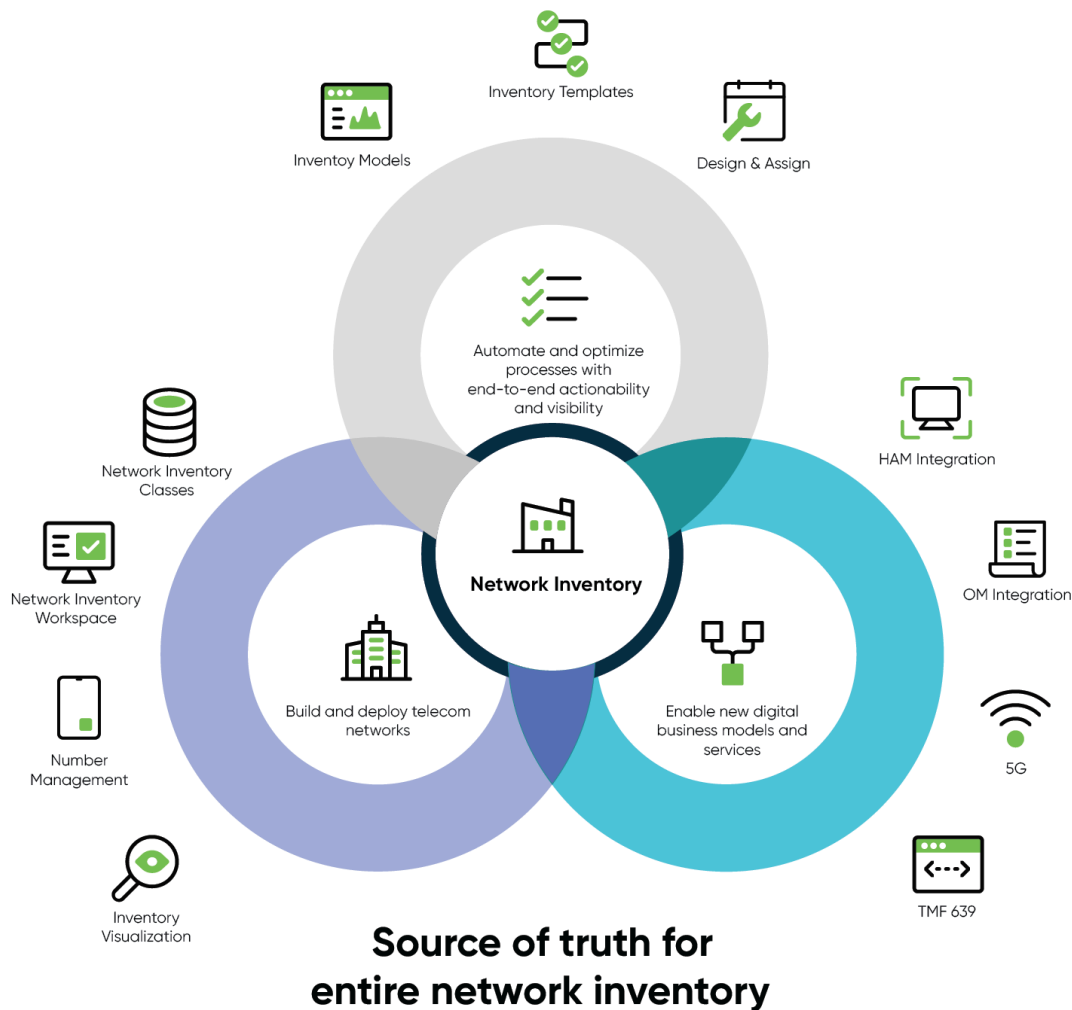 Inventory Templates
Inventoy Models
Design & Assign
Automate and optimize
processes with
end-to-end actionability
and visibility
Network Inventory
Classes
HAM Integration
Network Inventory
Network Inventory
Workspace
OM Integration
Build and deploy telecom
networks
Enable new digital
business models and
services
Number
Management
5G
Inventory
Visualization
TMF 639
Source of truth for
entire network inventory